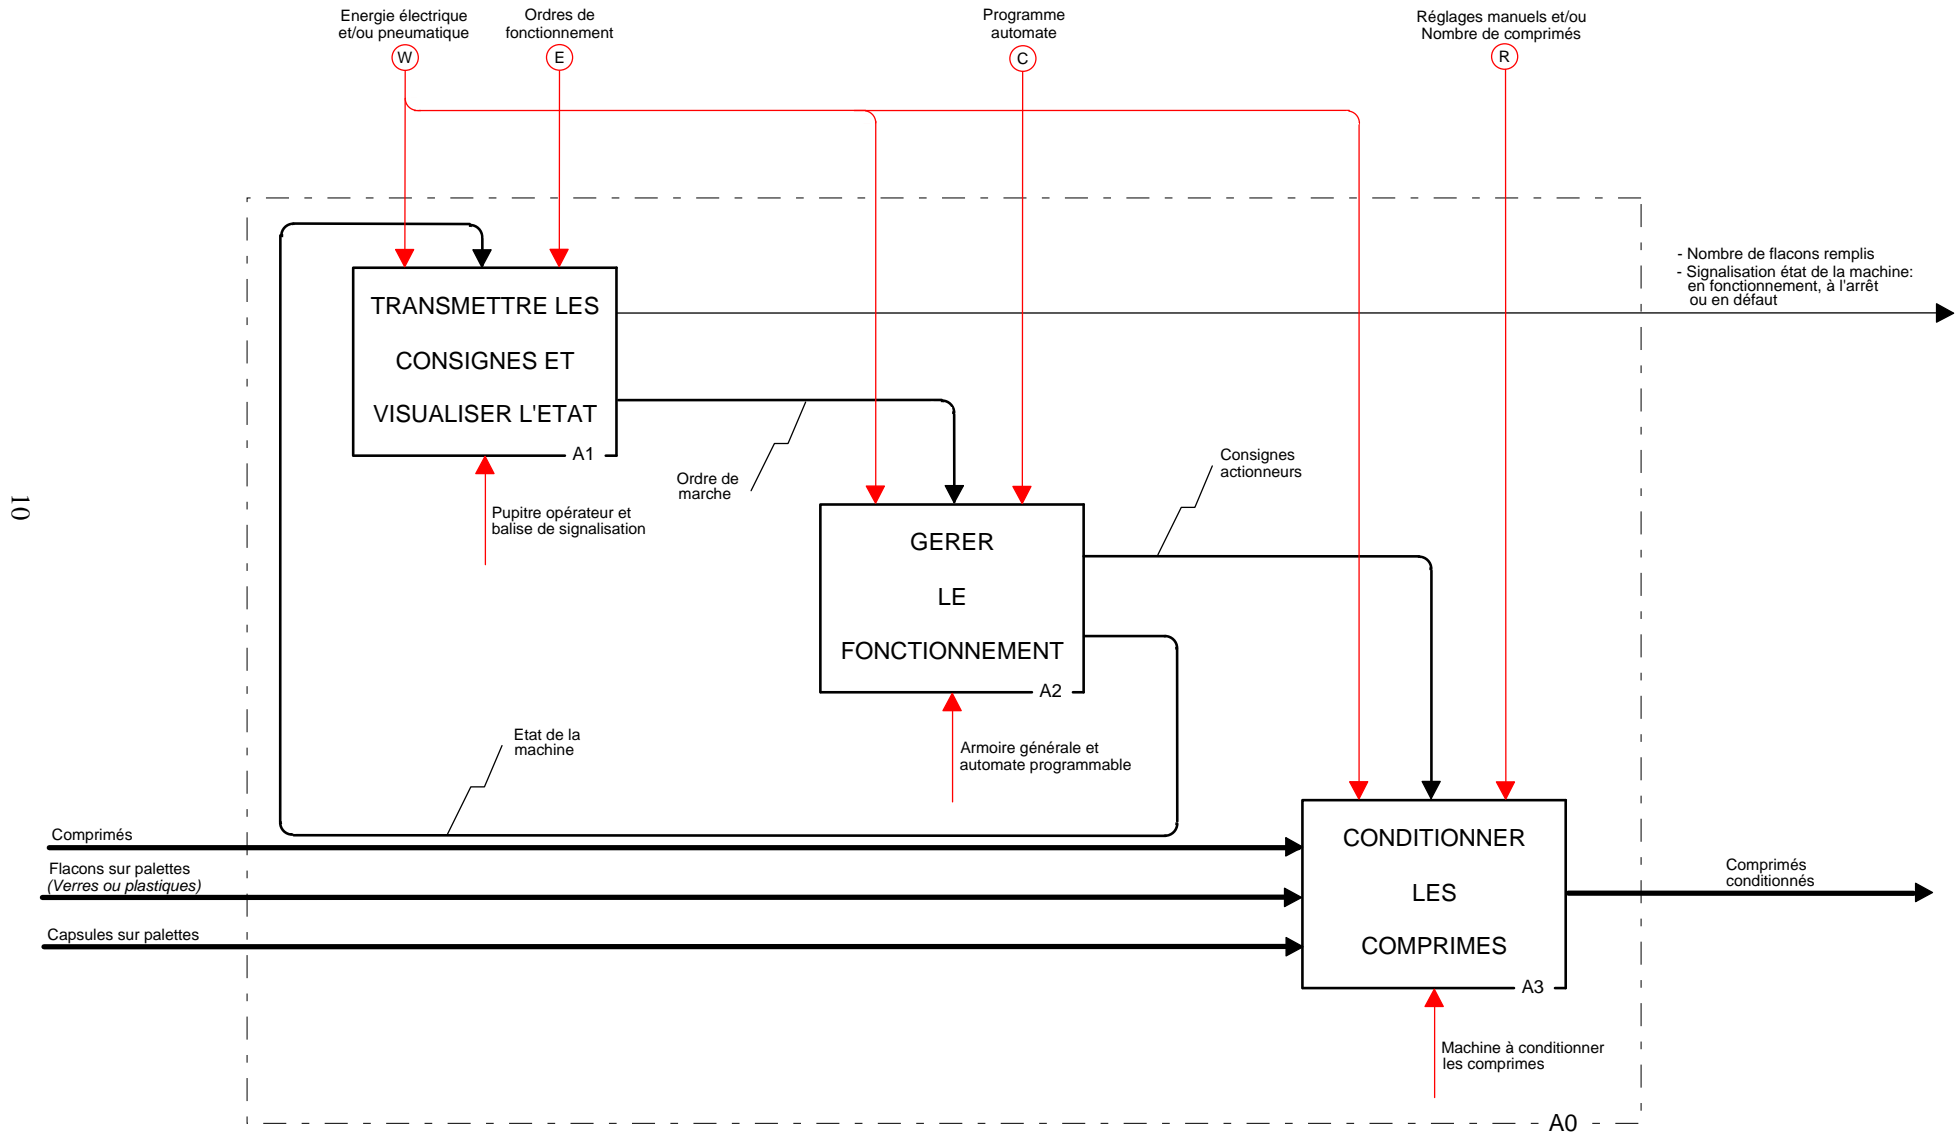 Energie électrique
et/ou pneumatique
W
Ordres de
fonctionnement
E
Programme
automate
C
Réglages manuels et/ou
Nombre de comprimés
R
- Nombre de flacons remplis
- Signalisation état de la machine:
en fonctionnement, à l'arrêt
ou en défaut
TRANSMETTRE LES
CONSIGNES ET
VISUALISER L'ETAT
A1
Pupitre opérateur et
balise de signalisation
Ordre de
marche
Consignes
actionneurs
GERER
LE
FONCTIONNEMENT
A2
Armoire générale et
automate programmable
Etat de la
machine
Comprimés
Flacons sur palettes
(Verres ou plastiques)
Capsules sur palettes
CONDITIONNER
LES
COMPRIMES
A3
Comprimés
conditionnés
Machine à conditionner
les comprimes
A0
10